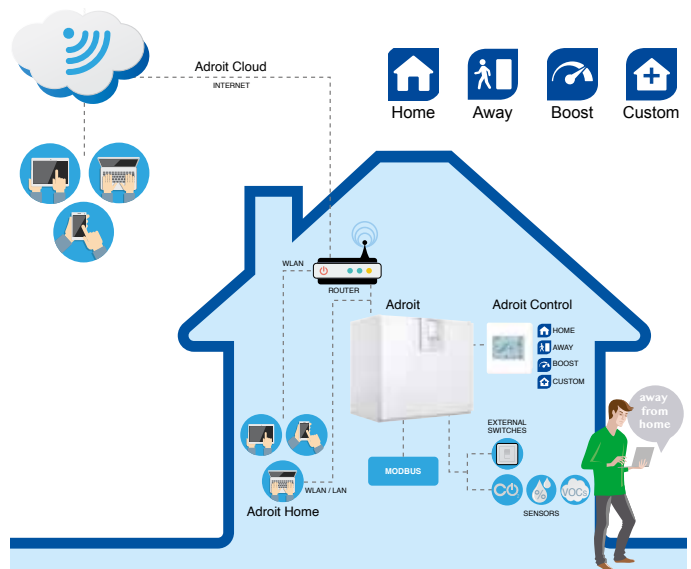 Adroit Cloud
INTERNET
Home
Away
Boost
Custom
WLAN
ROUTER
Adroit
Adroit Control
HOME
AWAY
BOOST
CUSTOM
away
from
home
EXTERNAL
SWITCHES
MODBUS
CO
%
VOCs
SENSORS
WLAN / LAN
Adroit Home